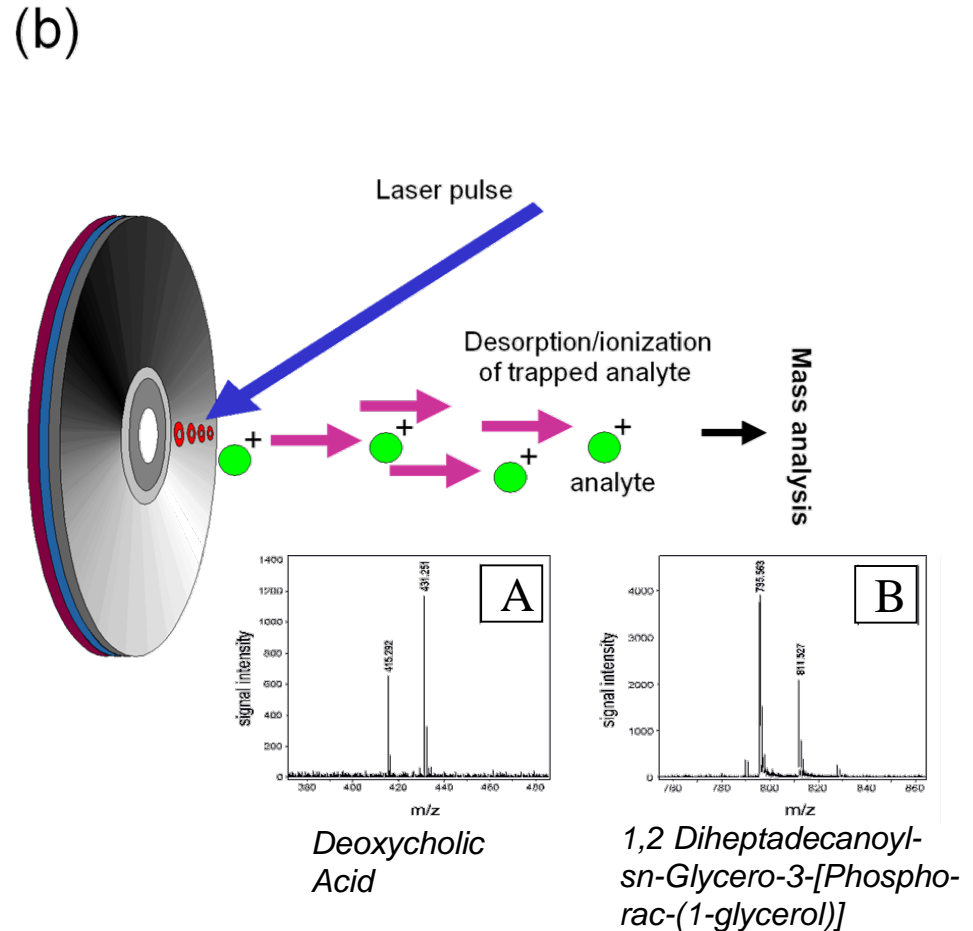 (b)
Laser pulse
Desorption/ionization
of trapped analyte
+
+
+
+
analyte
Mass analysis
1400
1200
1000
800
600
400
200
0
signal intensity
415.292
431.251
A
380
400
420
440
460
480
m/z
Deoxycholic
Acid
4000
3000
2000
1000
0
signal intensity
795.563
811.527
B
760
780
800
820
840
860
m/z
1,2 Diheptadecanoyl-
sn-Glycero-3-[Phospho-
rac-(1-glycerol)]